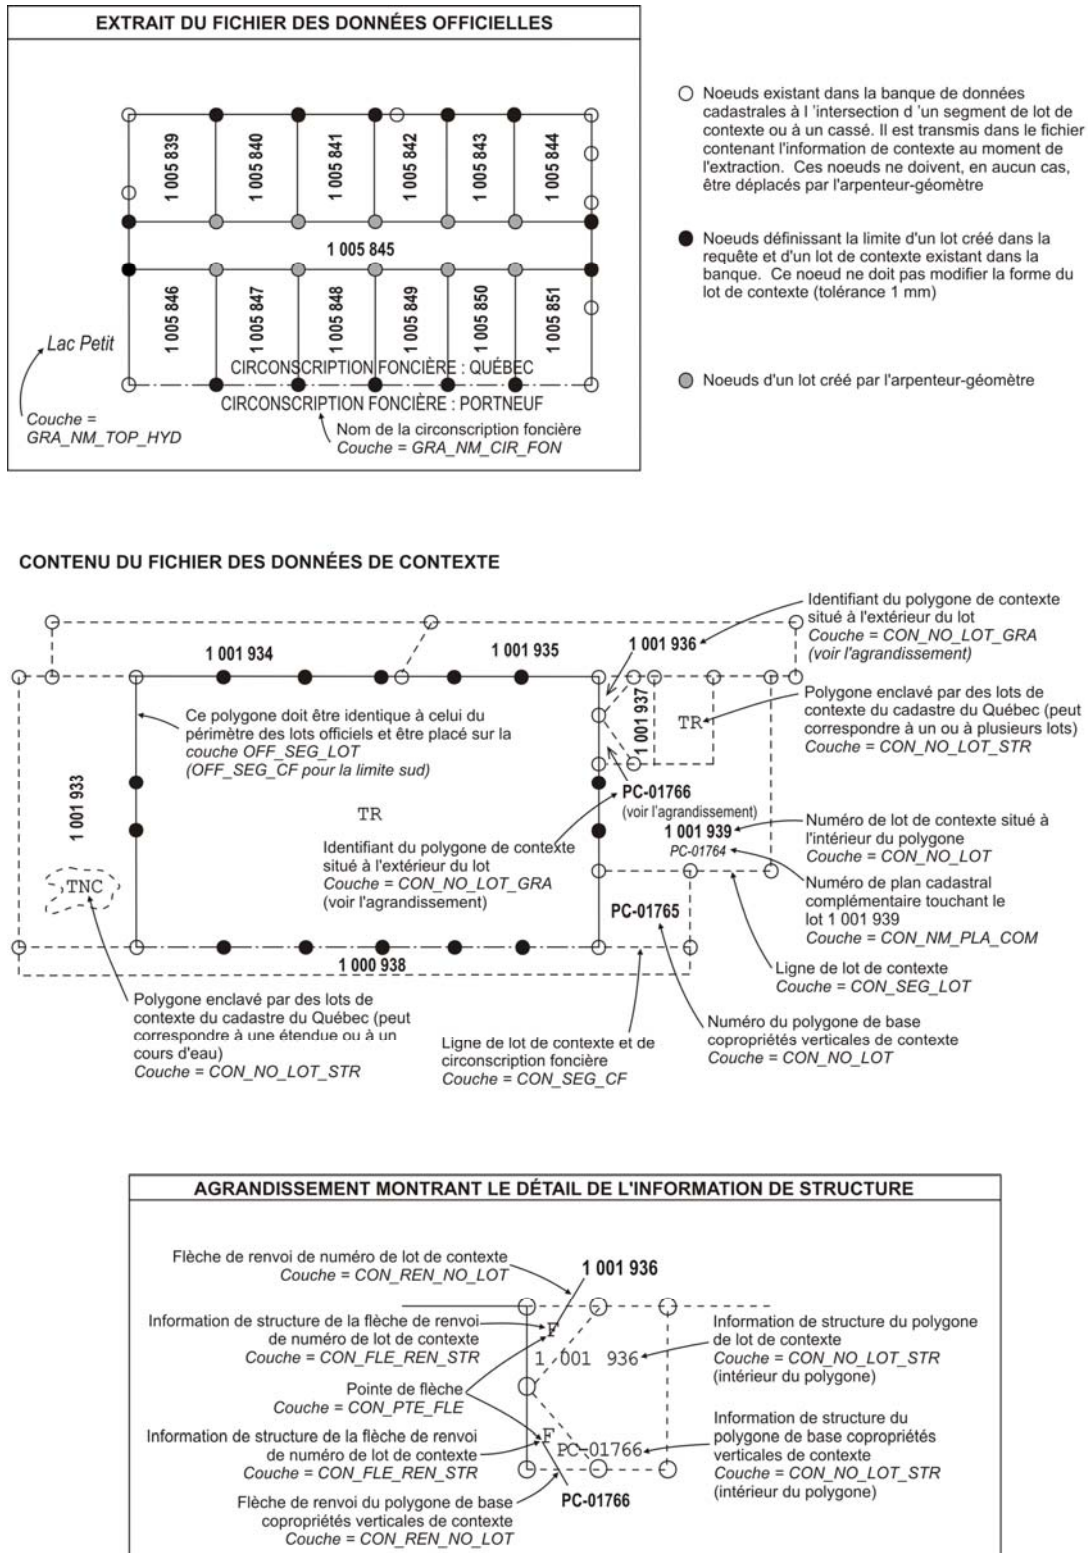 EXTRAIT DU FICHIER DES DONNÉES OFFICIELLES
1 005 839
1 005 840
1 005 841
1 005 842
1 005 843
1 005 844
1 005 845
1 005 846
1 005 847
1 005 848
1 005 849
1 005 850
1 005 851
Lac Petit
CIRCONSCRIPTION FONCIÈRE : QUÉBEC
CIRCONSCRIPTION FONCIÈRE : PORTNEUF
Couche =
GRA_NM_TOP_HYD
Nom de la circonscription foncière
Couche = GRA_NM_CIR_FON
Noeuds existant dans la banque de données
cadastrales à l 'intersection d 'un segment de lot de
contexte ou à un cassé. Il est transmis dans le fichier
contenant l'information de contexte au moment de
l'extraction. Ces noeuds ne doivent, en aucun cas,
être déplacés par l'arpenteur-géomètre
Noeuds définissant la limite d'un lot créé dans la
requête et d'un lot de contexte existant dans la
banque. Ce noeud ne doit pas modifier la forme du
lot de contexte (tolérance 1 mm)
Noeuds d'un lot créé par l'arpenteur-géomètre
CONTENU DU FICHIER DES DONNÉES DE CONTEXTE
1 001 934
1 001 935
1 001 936
Identifiant du polygone de contexte
situé à l'extérieur du lot
Couche = CON_NO_LOT_GRA
(voir l'agrandissement)
Ce polygone doit être identique à celui du
périmètre des lots officiels et être placé sur la
couche OFF_SEG_LOT
(OFF_SEG_CF pour la limite sud)
1 001 937
TR
Polygone enclavé par des lots de
contexte du cadastre du Québec (peut
correspondre à un ou à plusieurs lots)
Couche = CON_NO_LOT_STR
1 001 933
TR
PC-01766
(voir l'agrandissement)
1 001 939
PC-01764
Numéro de lot de contexte situé à
l'intérieur du polygone
Couche = CON_NO_LOT
Identifiant du polygone de contexte
situé à l'extérieur du lot
Couche = CON_NO_LOT_GRA
(voir l'agrandissement)
TNC
Numéro de plan cadastral
complémentaire touchant le
lot 1 001 939
Couche = CON_NM_PLA_COM
PC-01765
1 000 938
Ligne de lot de contexte
Couche = CON_SEG_LOT
Polygone enclavé par des lots de
contexte du cadastre du Québec (peut
correspondre à une étendue ou à un
cours d'eau)
Couche = CON_NO_LOT_STR
Ligne de lot de contexte et de
circonscription foncière
Couche = CON_SEG_CF
Numéro du polygone de base
copropriétés verticales de contexte
Couche = CON_NO_LOT
AGRANDISSEMENT MONTRANT LE DÉTAIL DE L'INFORMATION DE STRUCTURE
Flèche de renvoi de numéro de lot de contexte
Couche = CON_REN_NO_LOT
1 001 936
Information de structure de la flèche de renvoi
de numéro de lot de contexte
Couche = CON_FLE_REN_STR
F
1 001 936
Information de structure du polygone
de lot de contexte
Couche = CON_NO_LOT_STR
(intérieur du polygone)
Pointe de flèche
Couche = CON_PTE_FLE
Information de structure de la flèche de renvoi
de numéro de lot de contexte
Couche = CON_FLE_REN_STR
F
PC-01766
Information de structure du
polygone de base copropriétés
verticales de contexte
Couche = CON_NO_LOT_STR
(intérieur du polygone)
Flèche de renvoi du polygone de base
copropriétés verticales de contexte
Couche = CON_REN_NO_LOT
PC-01766